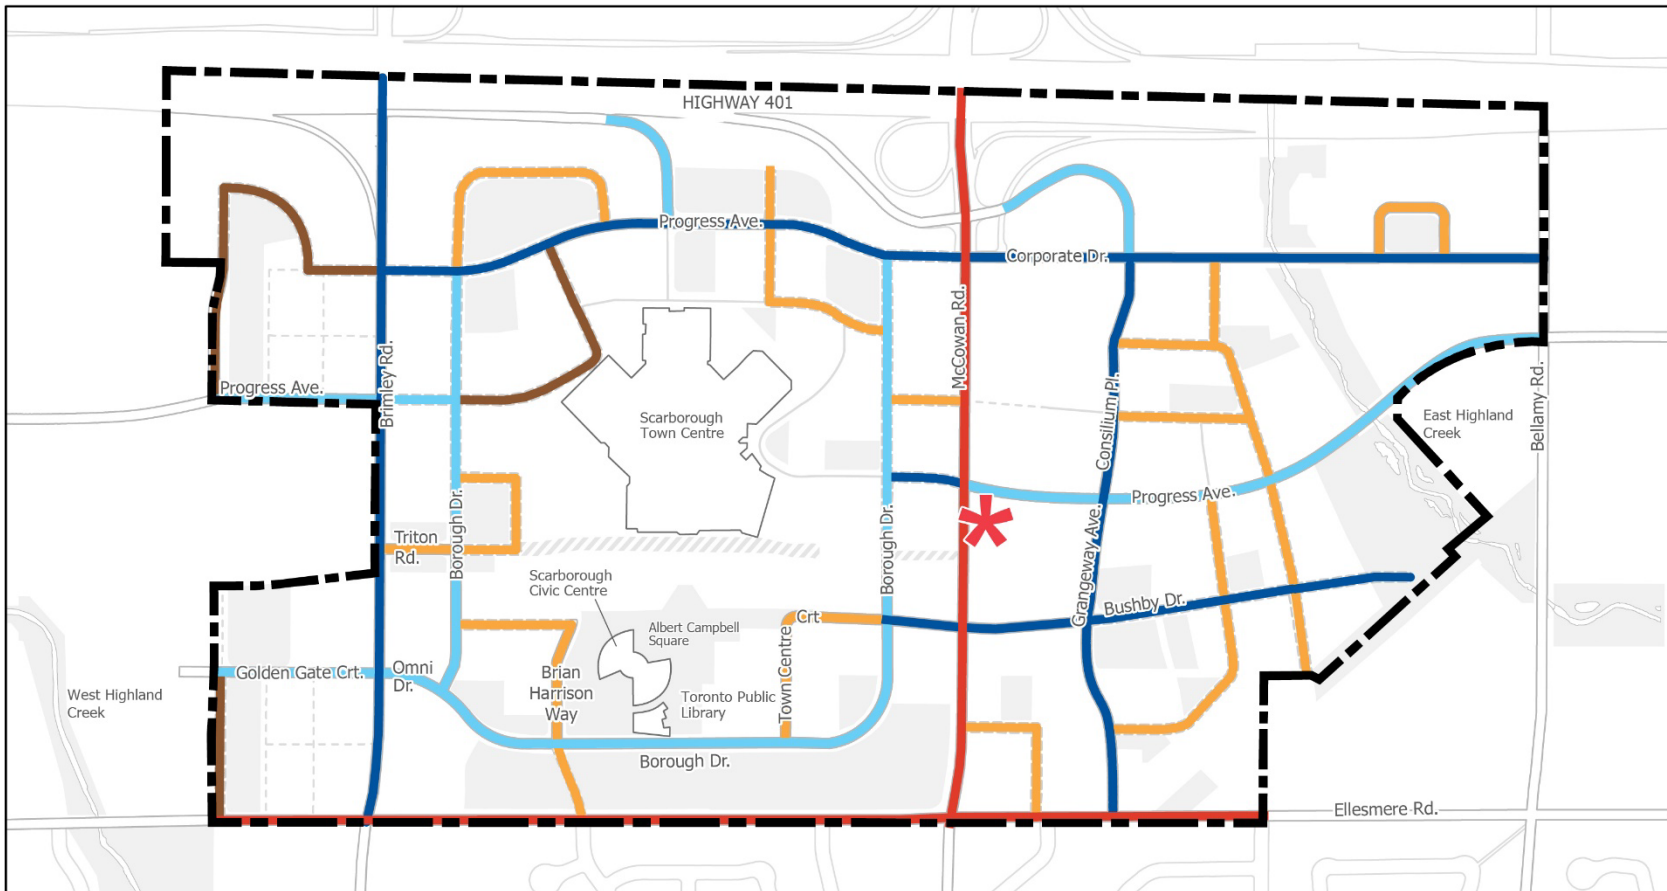 HIGHWAY 401
Progress Ave.
Corporate Dr.
McCowan Rd.
Brimley Rd.
Progress Ave.
Consilium Pl.
Bellamy Rd.
Scarborough
Town Centre
East Highland
Creek
Progress Ave.
Triton
Rd.
Borough Dr.
Borough Dr.
Grangeway Ave.
Bushby Dr.
Scarborough
Civic Centre
Albert Campbell
Square
Crt
Town Centre
Golden Gate Crt.
Omni
Dr.
Brian
Harrison
Way
Toronto Public
Library
West Highland
Creek
Borough Dr.
Ellesmere Rd.